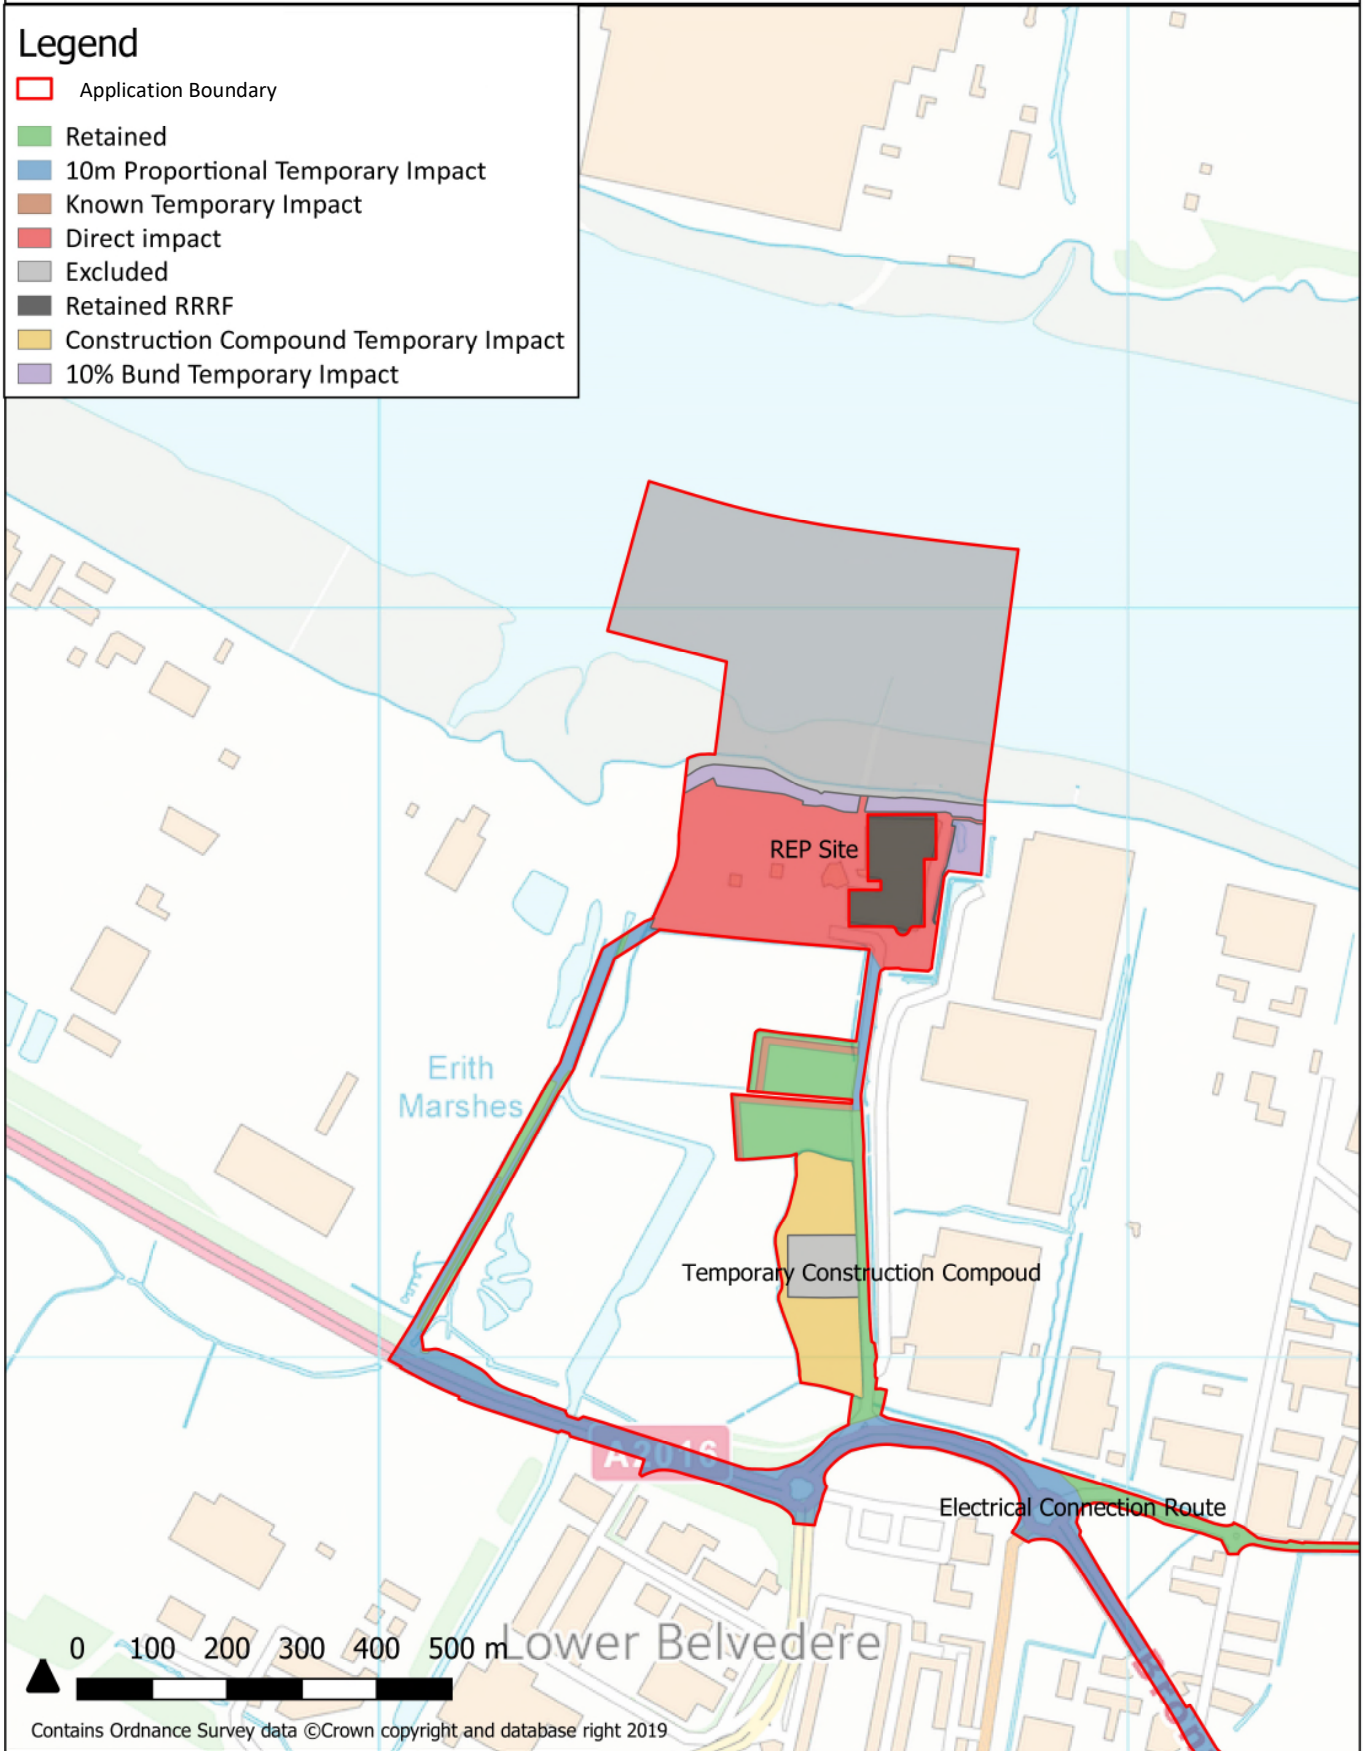 Legend
Application Boundary
Retained
10m Proportional Temporary Impact
Known Temporary Impact
Direct impact
Excluded
Retained RRRF
Construction Compound Temporary Impact
10% Bund Temporary Impact
REP Site
Erith
Marshes
Temporary Construction Compoud
A2016
Electrical Connection Route
Lower Belvedere
0 100 200 300 400 500 m
Contains Ordnance Survey data ©Crown copyright and database right 2019